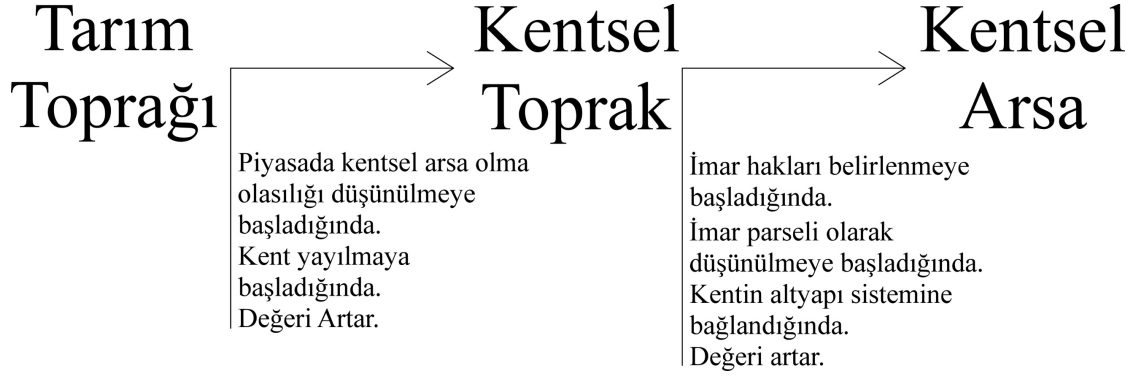 Tarım
Toprağı
Piyasada kentsel arsa olma
olasılığı düşünülmeye
başladığında.
Kent yayılmaya
başladığında.
Değeri Artar.
Kentsel
Toprak
İmar hakları belirlenmeye
başladığında.
İmar parseli olarak
düşünülmeye başladığında.
Kentin altyapı sistemine
bağlandığında.
Değeri artar.
Kentsel
Arsa